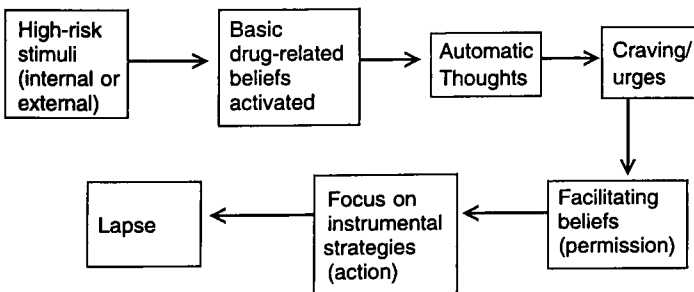 High-risk
stimuli
(internal or
external)
Basic
drug-related
beliefs
activated
Automatic
Thoughts
Craving/
urges
Facilitating
beliefs
(permission)
Focus on
instrumental
strategies
(action)
Lapse